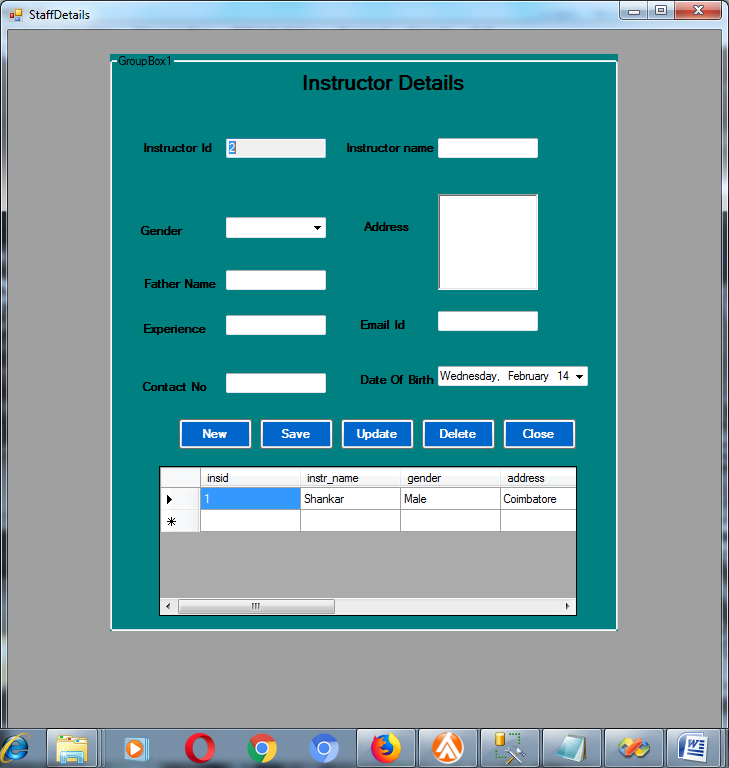 StaffDetails
GroupBox1
Instructor Details
Instructor Id 2 Instructor name
Gender Address
Father Name
Experience Email Id
Contact No Date Of Birth Wednesday, February 14
New Save Update Delete Close
insid instr_name gender address
1 Shankar Male Coimbatore